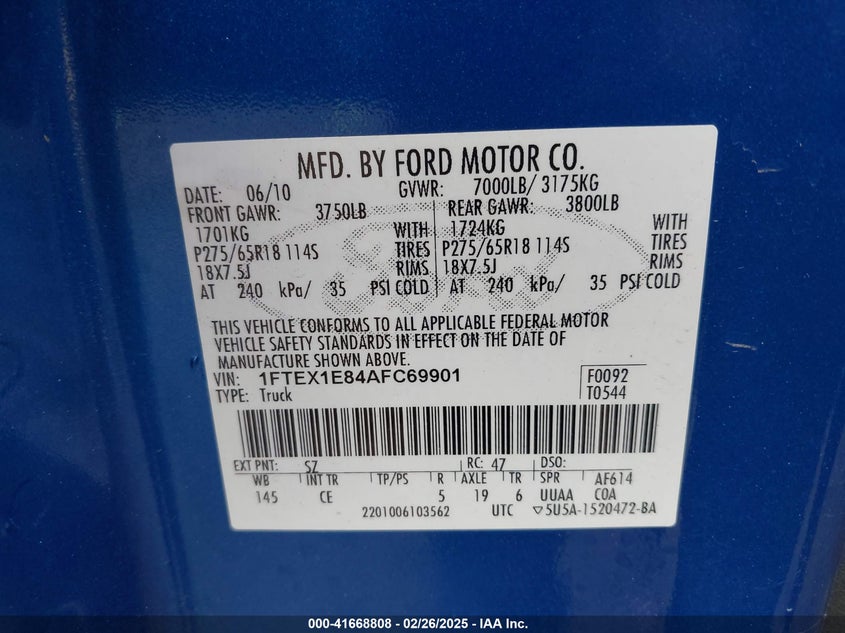 MFD. BY FORD MOTOR CO.
DATE: 06/10 GVWR: 7000LB/ 3175KG
FRONT GAWR: 3750LB REAR GAWR: 3800LB
1701KG WITH 1724KG WITH
P275/65R18 114S TIRES P275/65R18 114S TIRES
18X7.5J RIMS 18X7.5J RIMS
AT 240 kPa/ 35 PSI COLD AT 240 kPa/ 35 PSI COLD
THIS VEHICLE CONFORMS TO ALL APPLICABLE FEDERAL MOTOR
VEHICLE SAFETY STANDARDS IN EFFECT ON THE DATE OF
MANUFACTURE SHOWN ABOVE.
VIN: 1FTEX1E84AFC69901 F0092
TYPE: Truck T0544
EXT PNT: SZ RC: 47 DSO:
WB INT TR TP/PS R AXLE TR SPR AF614
145 CE 5 19 6 UUAA COA
2201006103562 UTC ▽5U5A-1520472-BA
000-41668808 - 02/26/2025 - IAA Inc.